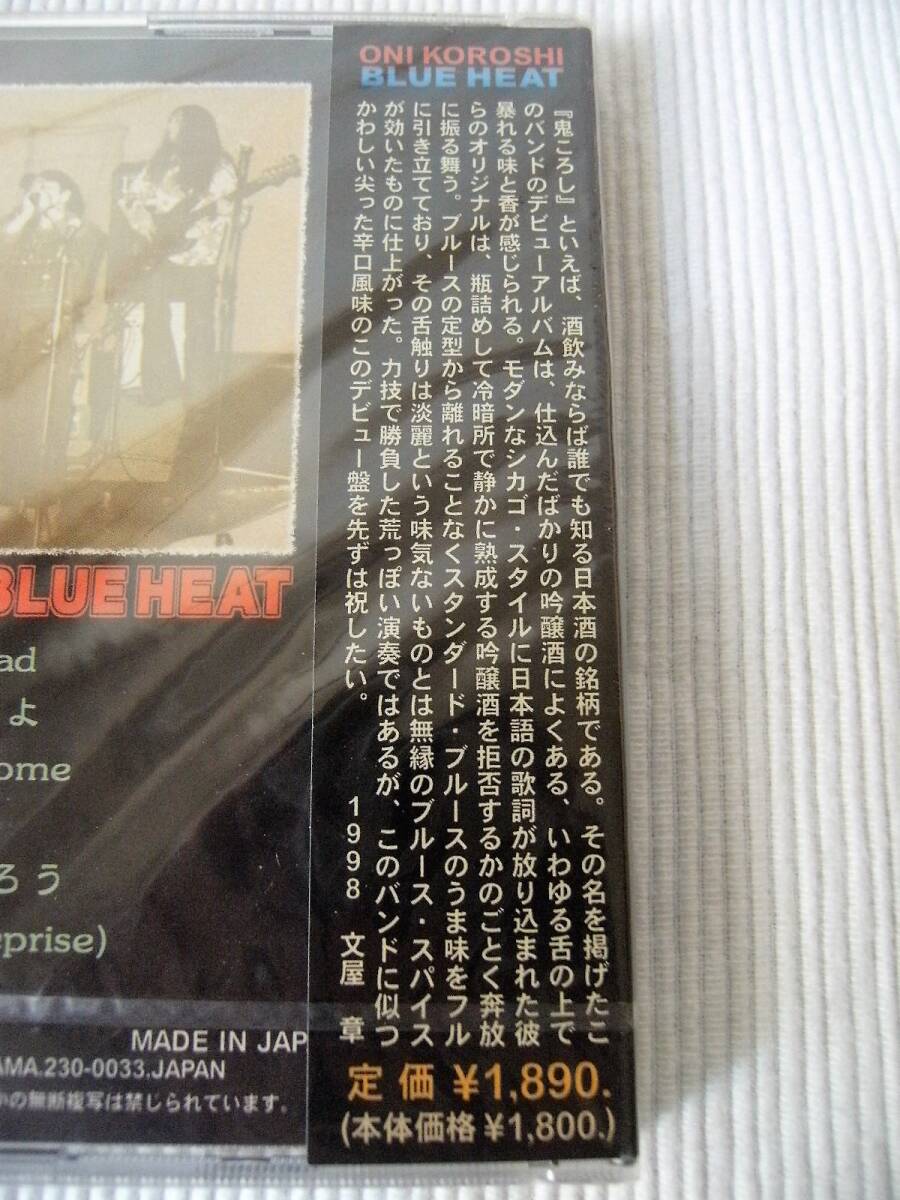 ONI KOROSHI
BLUE HEAT
『鬼ころし』といえば、酒飲みならば誰でも知る日本酒の銘柄である。その名を掲げたこ
のバンドのデビューアルバムは、仕込んだばかりの吟醸酒によくある、いわゆる舌の上で
暴れる味と香が感じられる。モダンなシカゴ・スタイルに日本語の歌詞が放り込まれた彼
らのオリジナルは、瓶詰めして冷暗所で静かに熟成する吟醸酒を拒否するかのごとく奔放
に振る舞う。ブルースの定型から離れることなくスタンダード・ブルースのうま味をフル
に引き立てており、その舌触りは淡麗という味気ないものとは無縁のブルース・スパイス
が効いたものに仕上がった。力技で勝負した荒っぽい演奏ではあるが、このバンドに似つ
かわしい尖った辛口風味のこのデビュー盤を先ずは祝したい。
1998 文屋 章
定価 ¥1,890.
(本体価格 ¥1,800.)
BLUE HEAT
ad
よ
ome
ろう
eprise)
MADE IN JAP
AMA.230-0033.JAPAN
かの無断複写は禁じられています。